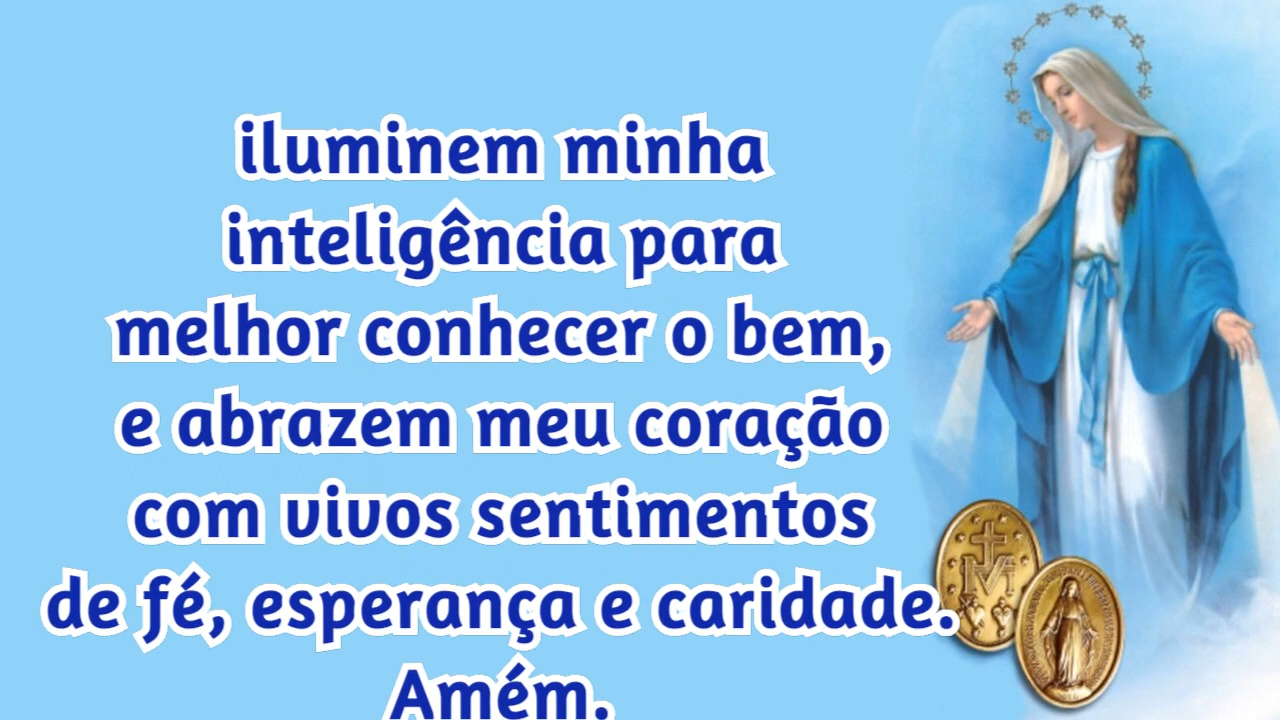 iluminem minha
inteligência para
melhor conhecer o bem,
e abrazem meu coração
com vivos sentimentos
de fé, esperança e caridade.
Amém.